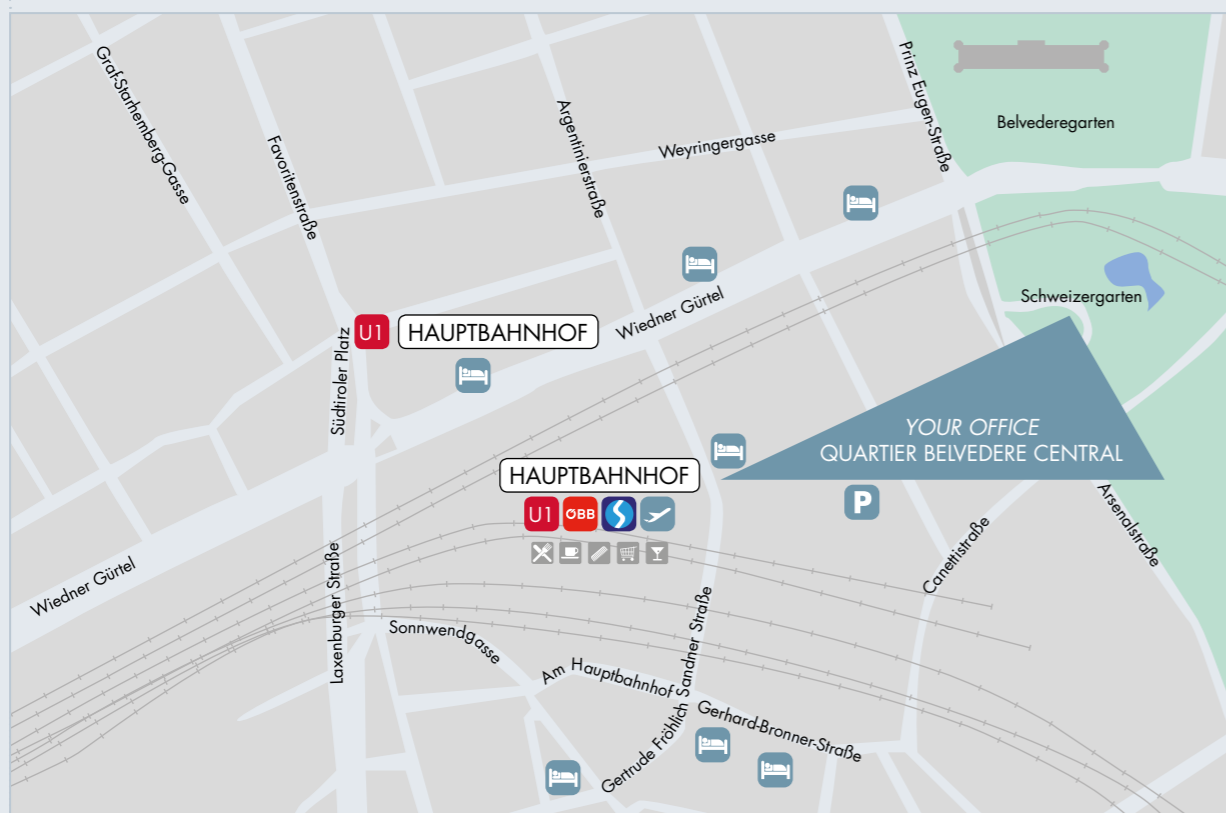 Graf-Starhemberg-Gasse
Favoritenstraße
Argentinierstraße
Weyringergasse
Prinz Eugen-Straße
Belvederegarten
Schweizergarten
Südtiroler Platz
U1
HAUPTBAHNHOF
Wiedner Gürtel
YOUR OFFICE
QUARTIER BELVEDERE CENTRAL
HAUPTBAHNHOF
U1
ÖBB
S
P
Arsenalstraße
Canettistraße
Wiedner Gürtel
Laxenburger Straße
Sonnwendgasse
Am Hauptbahnhof
Gertrude Fröhlich Sandner Straße
Gerhard-Bronner-Straße